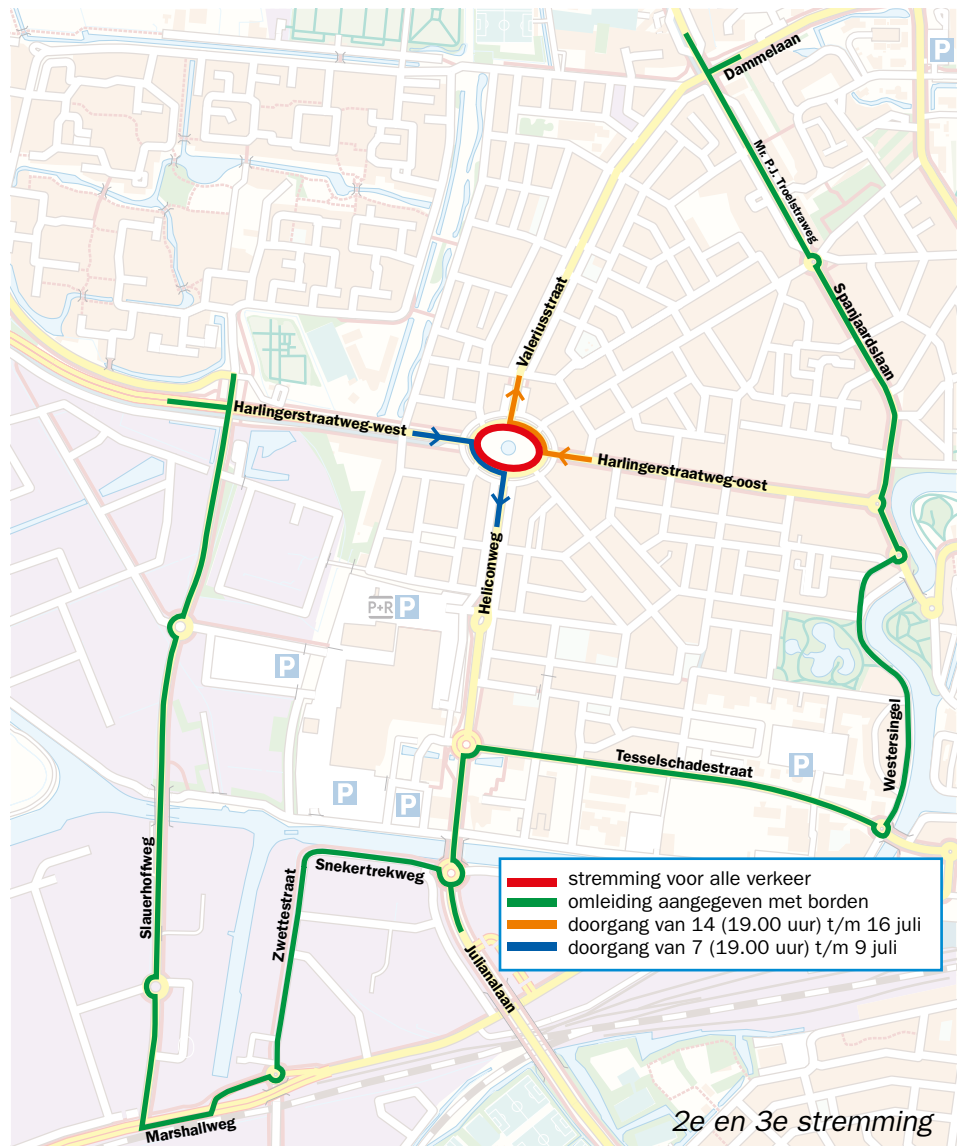 P
Dammelaan
Mr. P.J. Troelstraweg
Spanjaardslaan
Valeriusstraat
Harlingerstraatweg-west
Harlingerstraatweg-oost
Heliconweg
P+R
P
P
Westersingel
Tesselschadestraat
P
P
P
Slauerhoffweg
Snekertrekweg
Zwettestraat
Julianalaan
stremming voor alle verkeer
omleiding aangegeven met borden
doorgang van 14 (19.00 uur) t/m 16 juli
doorgang van 7 (19.00 uur) t/m 9 juli
Marshallweg
2e en 3e stremming